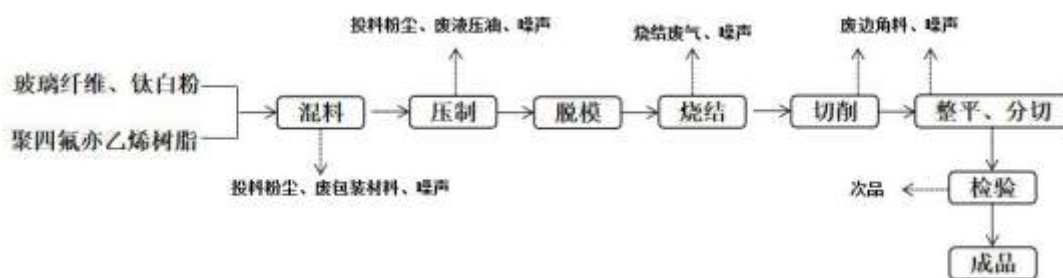 投料粉尘、废液压油、噪声
烧结废气、噪声
废边角料、噪声
玻璃纤维、钛白粉
聚四氟亦乙烯树脂
混料
压制
脱模
烧结
切削
整平、分切
投料粉尘、废包装材料、噪声
次品
检验
成品